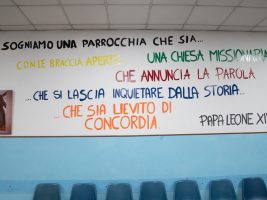 SOGNIAMO UNA PARROCCHIA CHE SIA...
CON LE BRACCIA APERTE
UNA CHIESA MISSIONARIA
CHE ANNUNCIA LA PAROLA
...CHE SI LASCIA INQUIETARE DALLA STORIA...
...CHE SIA LIEVITO DI
CONCORDIA.
PAPA LEONE XIV